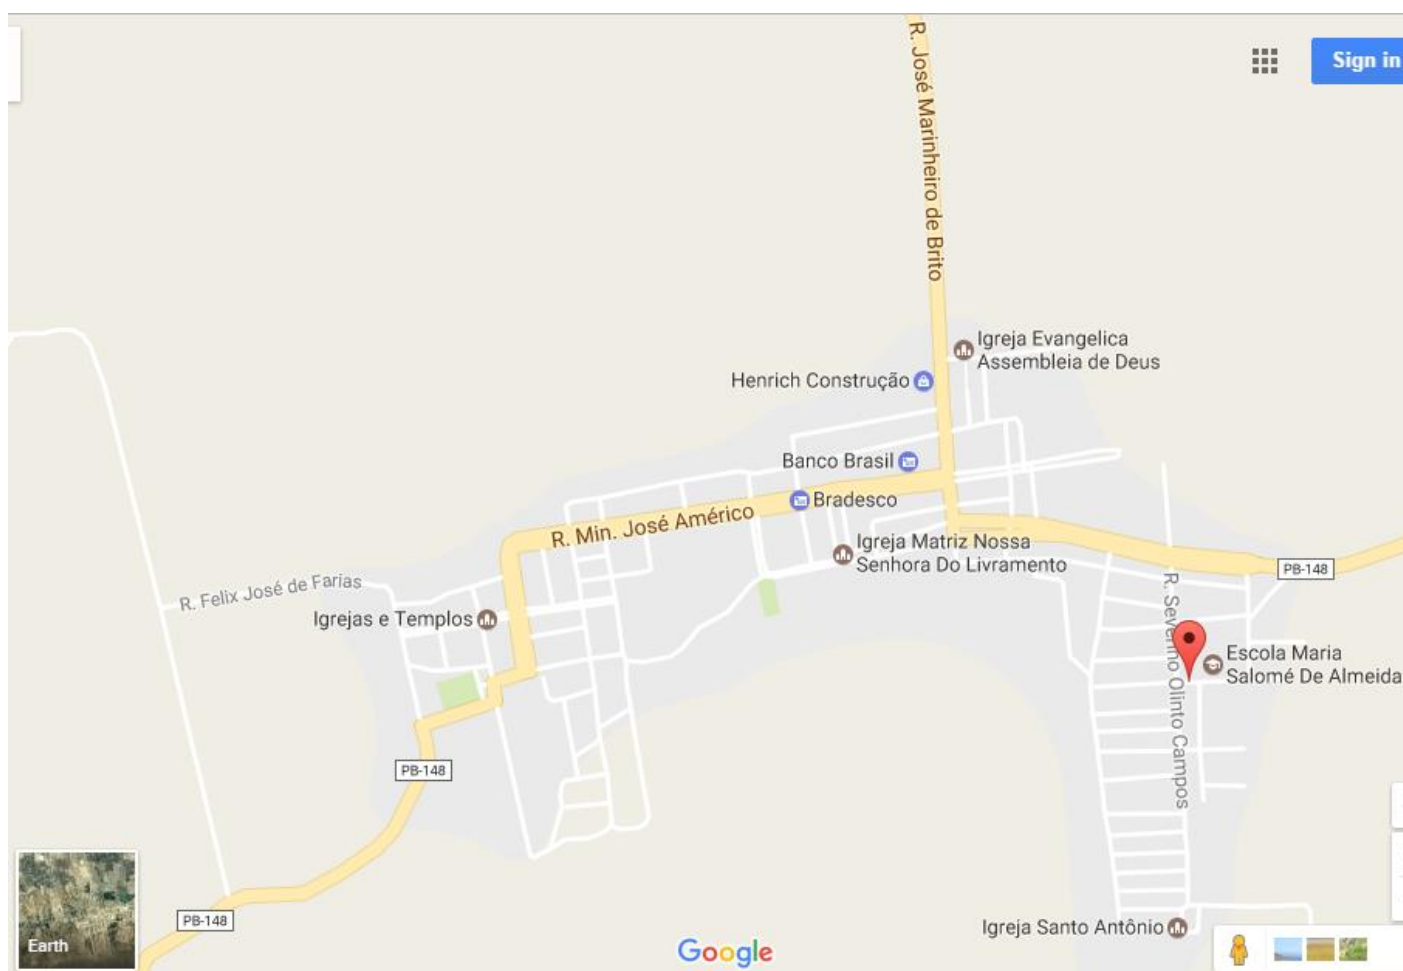 Sign in
R. José Marinheiro de Brito
Igreja Evangelica
Assembleia de Deus
Henrich Construção
Banco Brasil
Bradesco
R. Min. José Américo
Igreja Matriz Nossa
Senhora Do Livramento
PB-148
R. Felix José de Farias
Igrejas e Templos
R. Severino Olinto Campos
Escola Maria
Salomé De Almeida
PB-148
PB-148
Igreja Santo Antônio
Earth
Google